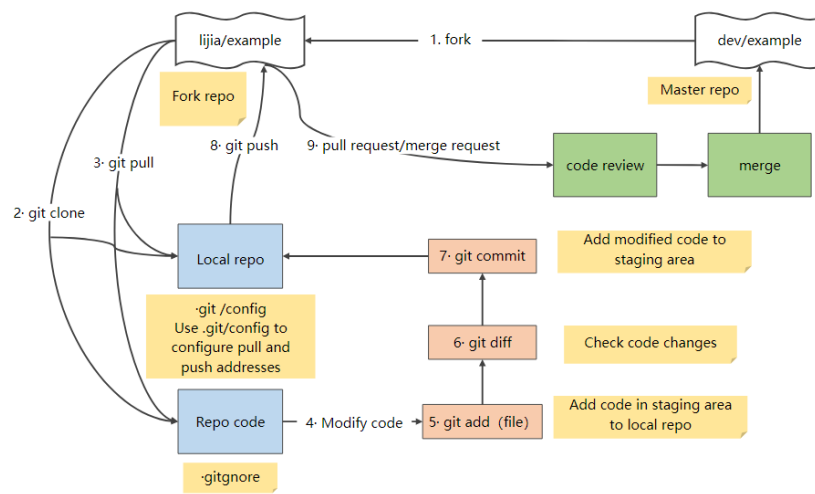 lijia/example
1. fork
dev/example
Fork repo
Master repo
8· git push
9· pull request/merge request
3· git pull
code review
merge
2· git clone
Local repo
7· git commit
Add modified code to
staging area
·git /config
Use .git/config to
configure pull and
push addresses
6· git diff
Check code changes
Repo code
4· Modify code
5· git add（file)
Add code in staging area
to local repo
·gitgnore